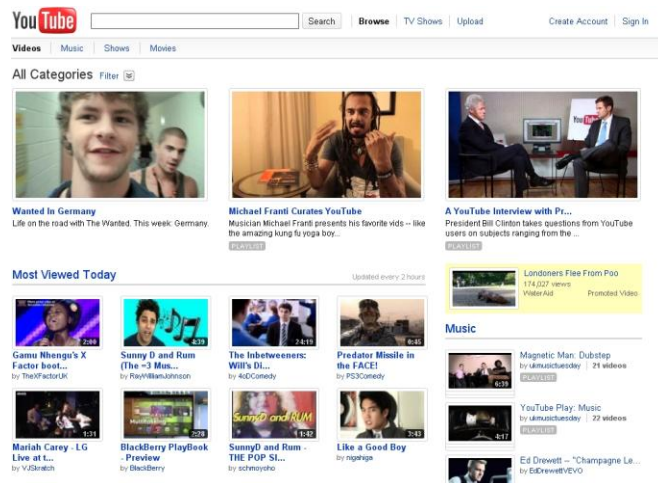 YouTube
Search
Browse
TV Shows
Upload
Create Account
Sign In
Videos
Music
Shows
Movies
All Categories Filter
YouTube
Wanted In Germany
Life on the road with The Wanted. This week: Germany.
Michael Franti Curates YouTube
Musician Michael Franti presents his favorite vids -- like
the amazing kung fu yoga boy...
PLAYLIST
A YouTube Interview with Pr...
President Bill Clinton takes questions from YouTube
users on subjects ranging from the ...
PLAYLIST
Most Viewed Today
Updated every 2 hours
2:00
Gamu Nhengu's X
Factor boot...
by TheXFactorUK
4:39
Sunny D and Rum
(The =3 Mus...
by RayWilliamJohnson
24:19
The Inbetweeners:
Will's Di...
by 4oDComedy
0:45
Predator Missile in
the FACE!
by PS3Comedy
1:31
Mariah Carey - LG
Live at t...
by VJSkratch
2:28
BlackBerry PlayBook
- Preview
by BlackBerry
SunnyD and RUM
1:42
SunnyD and Rum -
THE POP SI...
by schmoyoho
3:43
Like a Good Boy
by nigahiga
Londoners Flee From Poo
174,027 views
WaterAid
Promoted Video
Music
6:59
Magnetic Man: Dubstep
by ukmusictuesday | 21 videos
PLAYLIST
4:17
YouTube Play: Music
by ukmusictuesday | 22 videos
PLAYLIST
Ed Drewett -- "Champagne Le...
by EdDrewettVEVO